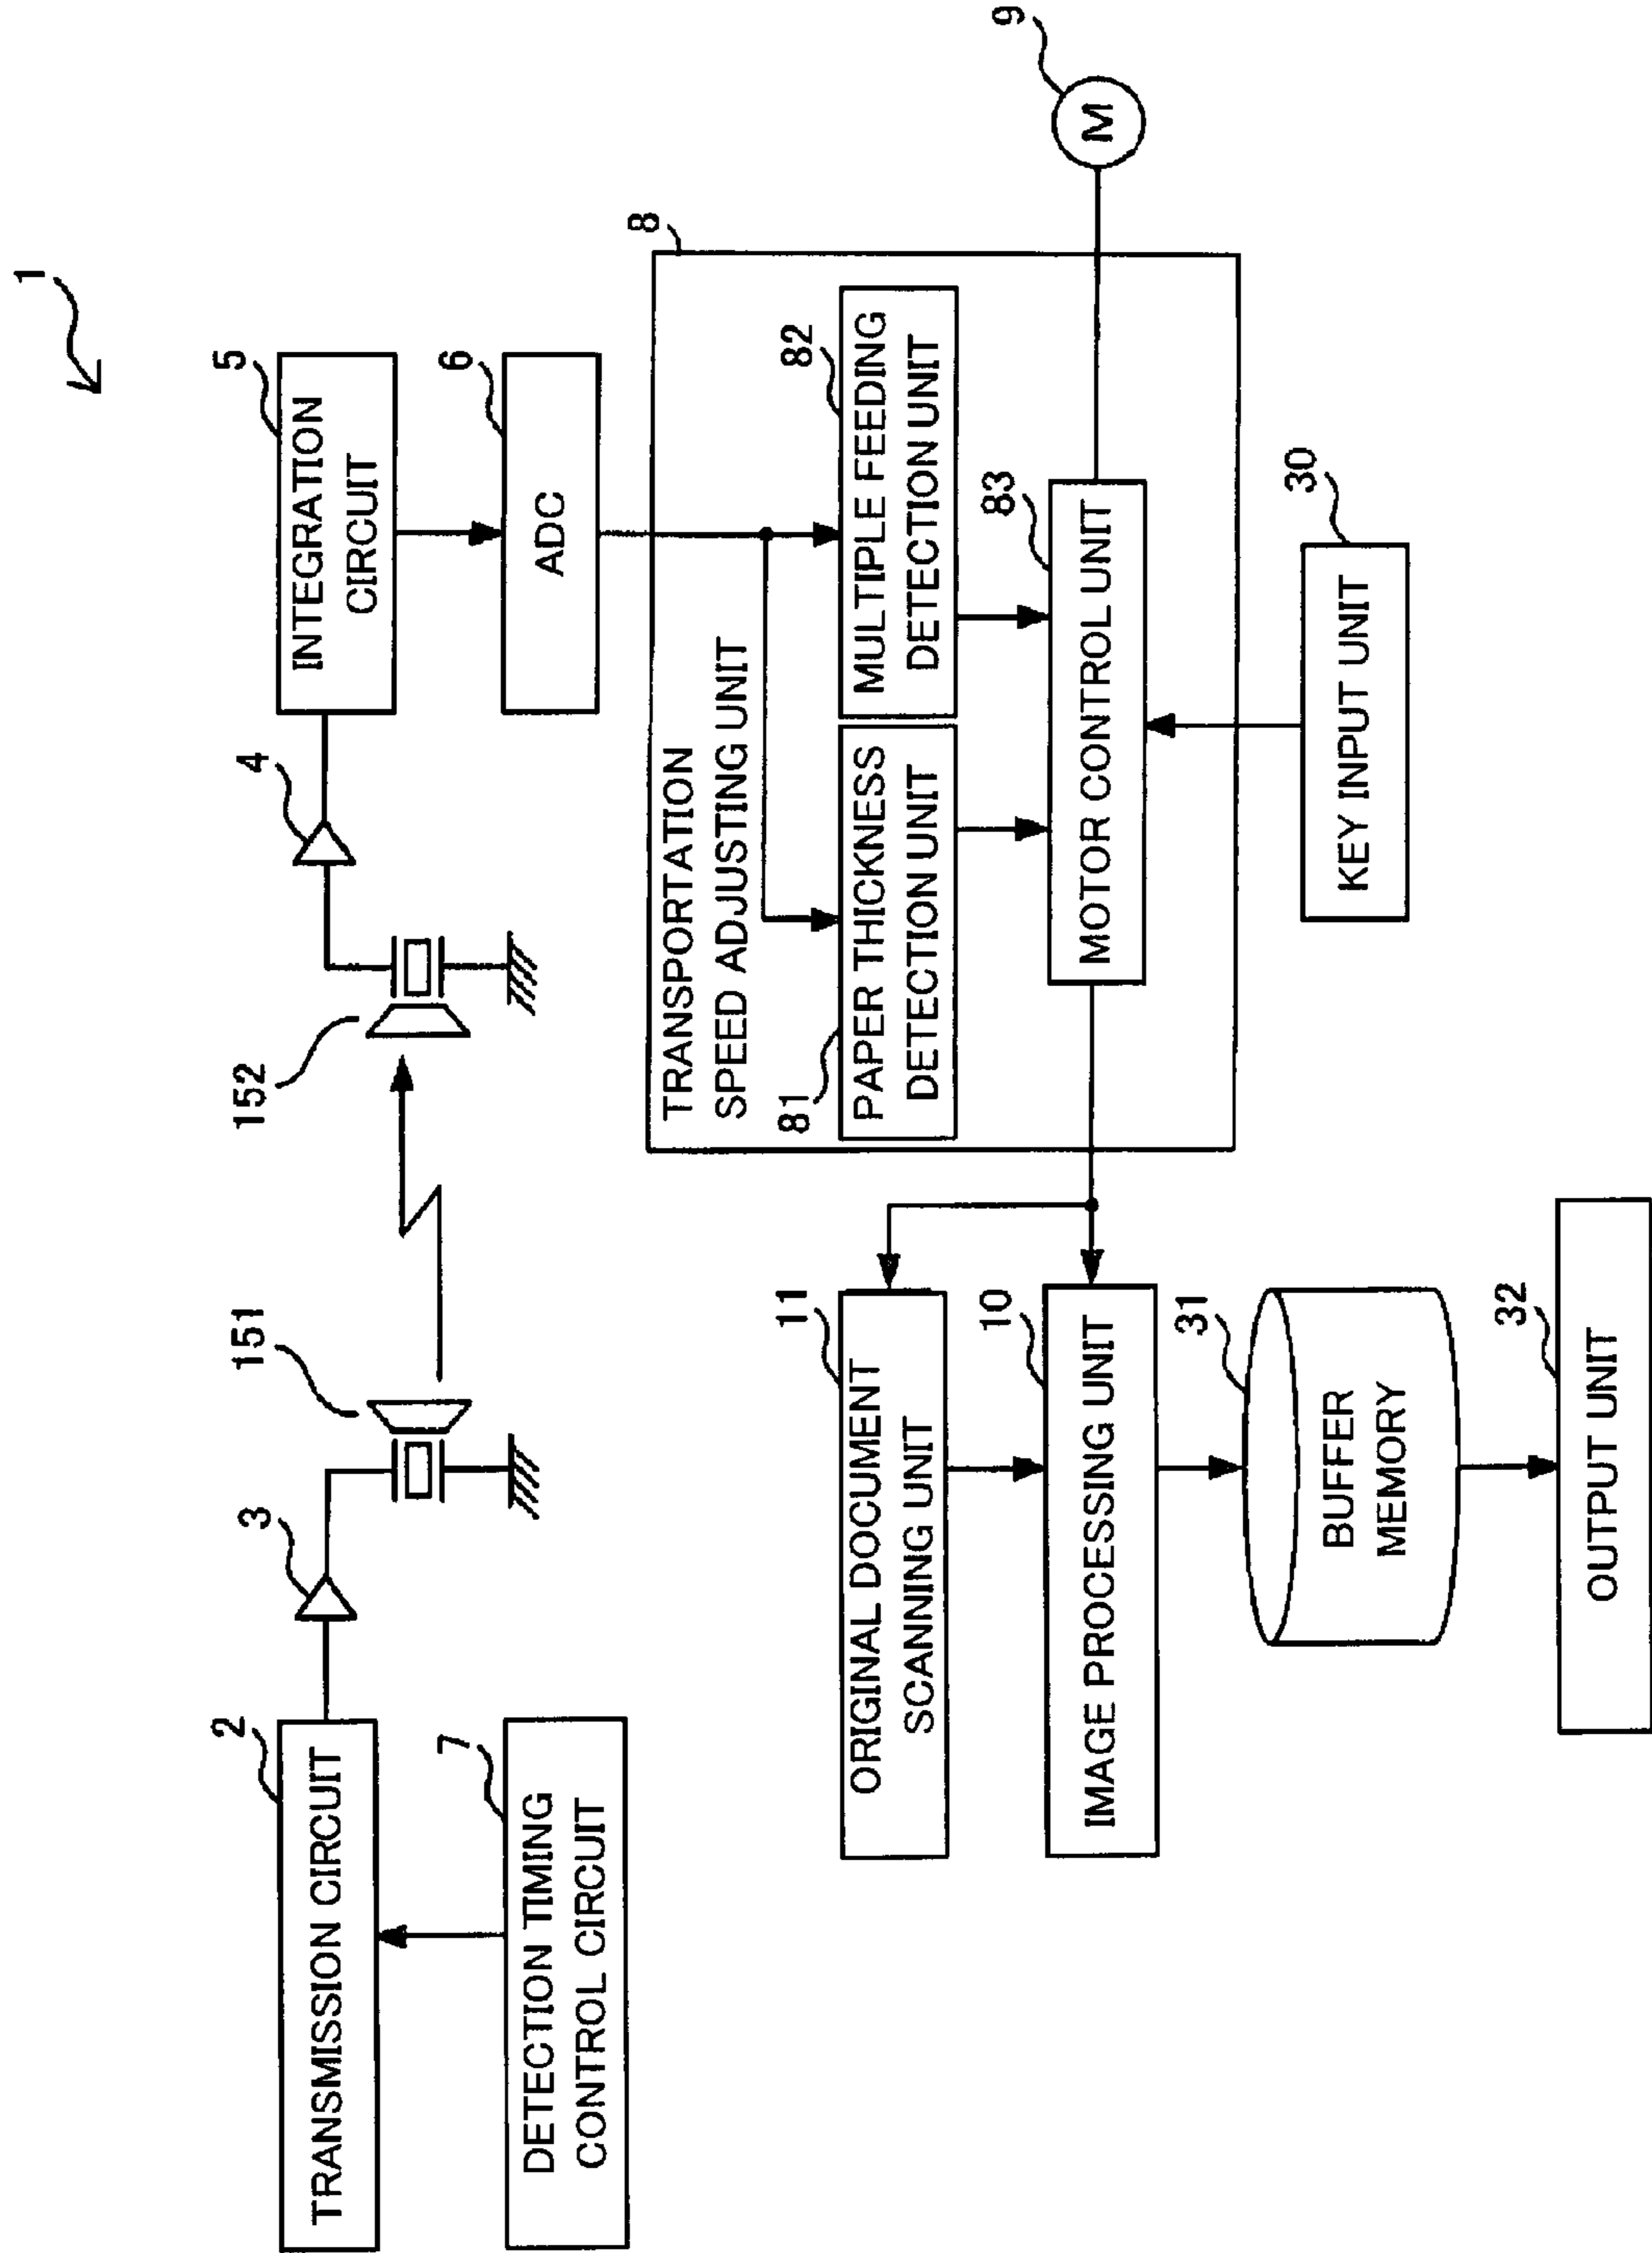 1
2
TRANSMISSION CIRCUIT
3
151
152
4
5
INTEGRATION
CIRCUIT
7
DETECTION TIMING
CONTROL CIRCUIT
6
ADC
8
TRANSPORTATION
SPEED ADJUSTING UNIT
81
PAPER THICKNESS
DETECTION UNIT
82
MULTIPLE FEEDING
DETECTION UNIT
83
MOTOR CONTROL UNIT
9
M
30
KEY INPUT UNIT
11
ORIGINAL DOCUMENT
SCANNING UNIT
10
IMAGE PROCESSING UNIT
31
BUFFER
MEMORY
32
OUTPUT UNIT